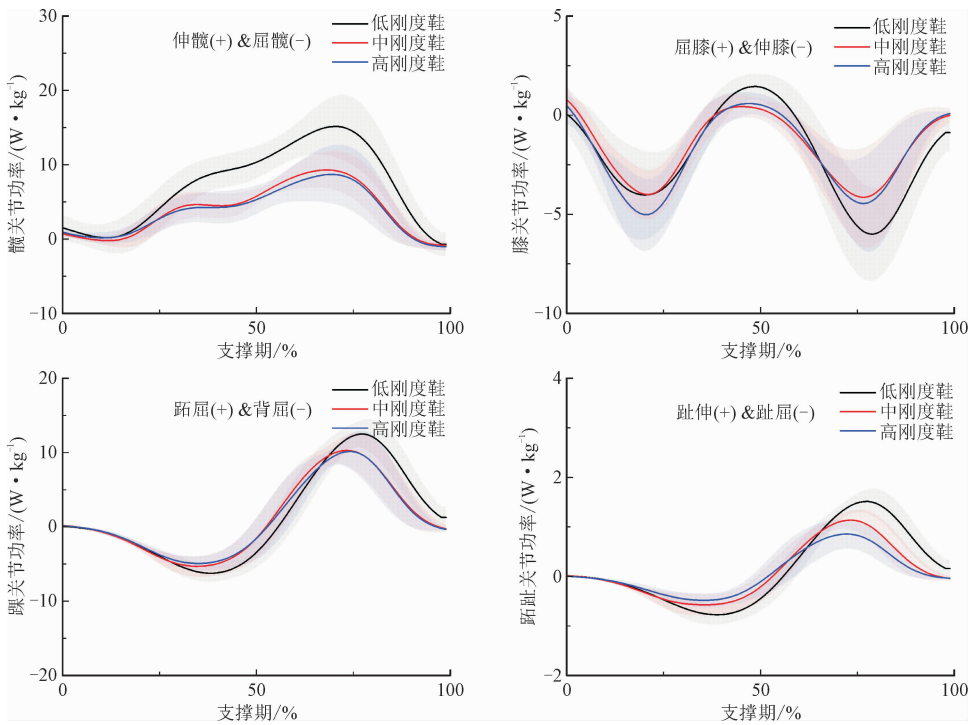 30
20
10
0
−10
髋关节功率/(W·kg⁻¹)
伸髋(+)&屈髋(−)
低刚度鞋
中刚度鞋
高刚度鞋
0
50
100
支撑期/%
5
0
−5
−10
膝关节功率/(W·kg⁻¹)
屈膝(+)&伸膝(−)
低刚度鞋
中刚度鞋
高刚度鞋
0
50
100
支撑期/%
20
10
0
−10
−20
踝关节功率/(W·kg⁻¹)
跖屈(+)&背屈(−)
低刚度鞋
中刚度鞋
高刚度鞋
0
50
100
支撑期/%
4
2
0
−2
跖趾关节功率/(W·kg⁻¹)
趾伸(+)&趾屈(−)
低刚度鞋
中刚度鞋
高刚度鞋
0
50
100
支撑期/%